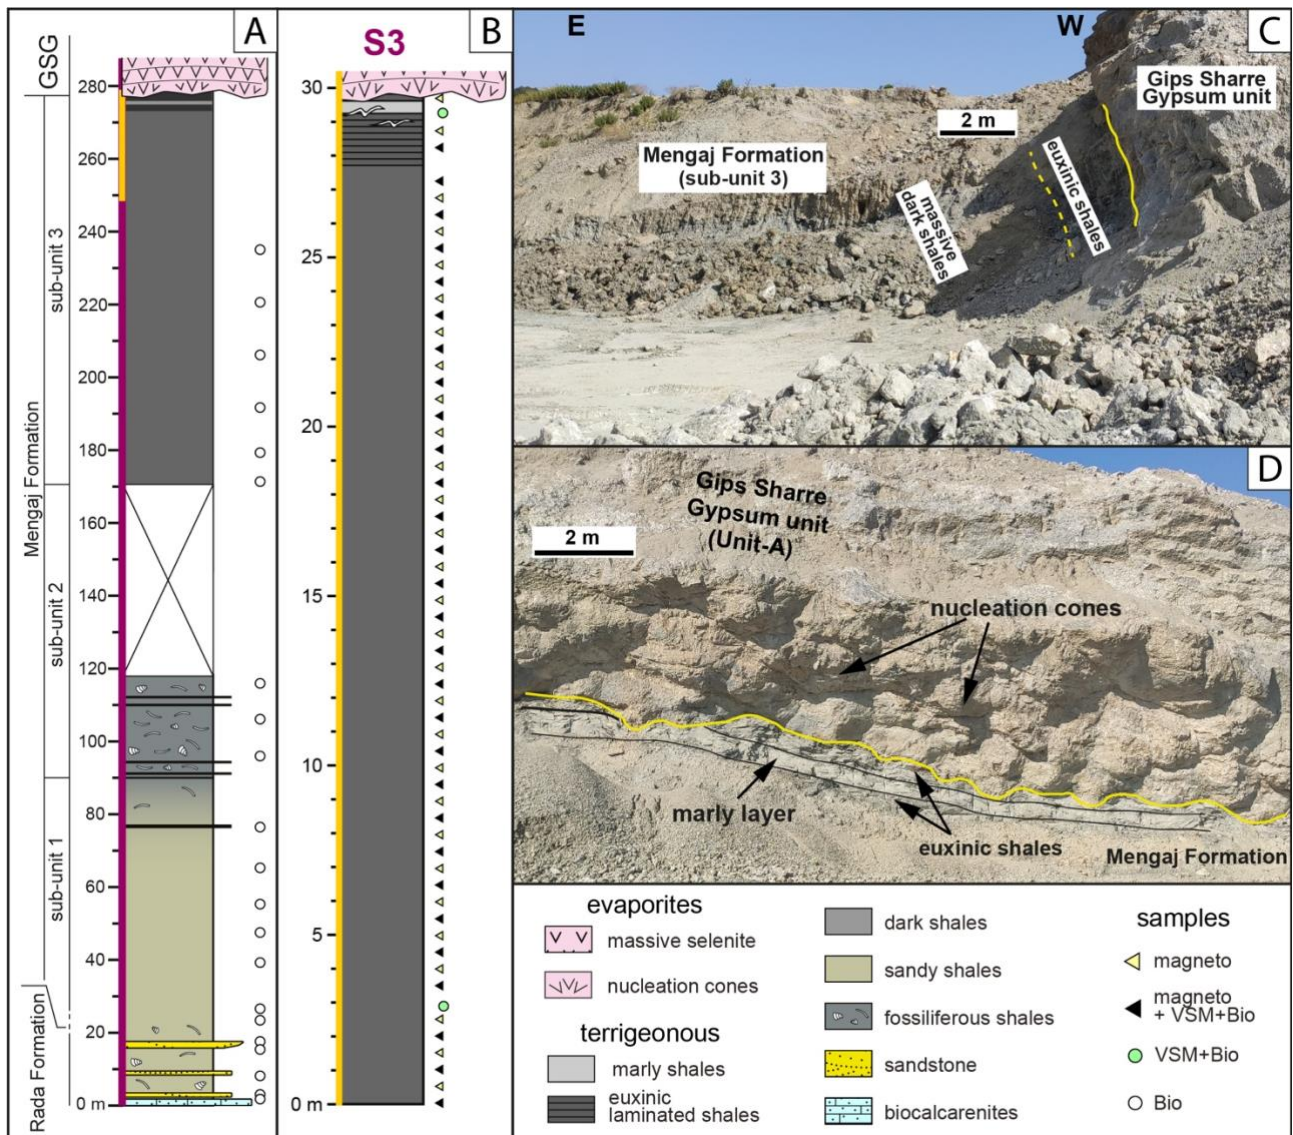 A
GSG
280
260
240
220
200
180
160
140
120
100
80
60
40
20
0 m
Mengaj Formation
sub-unit 3
sub-unit 2
sub-unit 1
Rada Formation
B
S3
30
25
20
15
10
5
0 m
E
W
C
Gips Sharre
Gypsum unit
2 m
Mengaj Formation
(sub-unit 3)
massive
dark shales
euxinic shales
D
Gips Sharre
Gypsum unit
(Unit-A)
2 m
nucleation cones
marly layer
euxinic shales
Mengaj Formation
evaporites
massive selenite
nucleation cones
terrigeonous
marly shales
euxinic
laminated shales
dark shales
sandy shales
fossiliferous shales
sandstone
biocalcarenites
samples
magneto
magneto
+ VSM+Bio
VSM+Bio
Bio